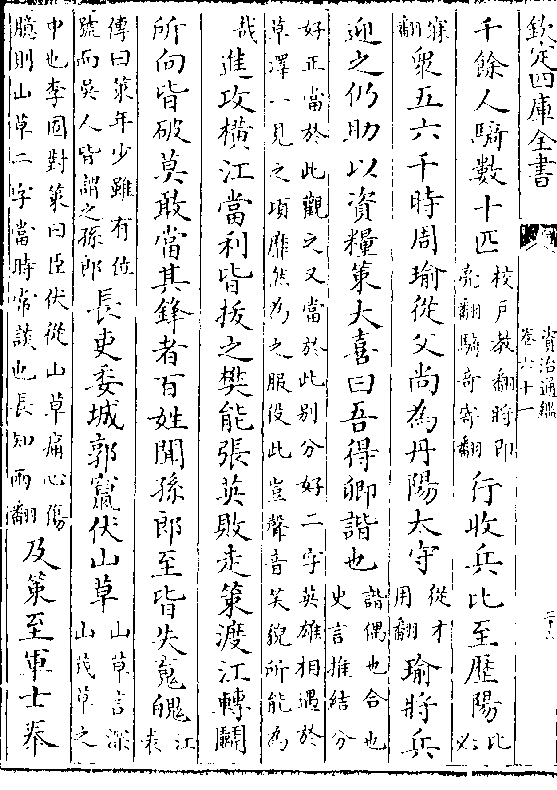 欽定四庫全書
資治通鑑
卷六十一
千餘人騎數十匹校戶教翻將即亮翻騎奇寄翻行收兵比至歷陽比必
寐翻衆五六千時周瑜從父尚為丹陽太守從才用翻瑜將兵
迎之仍助以資糧策大喜曰吾得卿諧也諧偶也合也史言推結分
好正當於此觀之又當於此别分好二字英雄相遇於草澤一見之頃靡然為之服役此豈聲音笑貌所能為
哉進攻橫江當利皆拔之樊能張英敗走策渡江轉鬬
所向皆破莫敢當其鋒者百姓聞孫郎至皆失䰟魄江表
傳曰策年少雖有位號而吳人皆謂之孫郎長吏委城郭竄伏山草山草言深山茂草之
中也李固對策曰臣伏從山草痛心傷臆則山草二字當時常談也長知兩翻及策至軍士奉